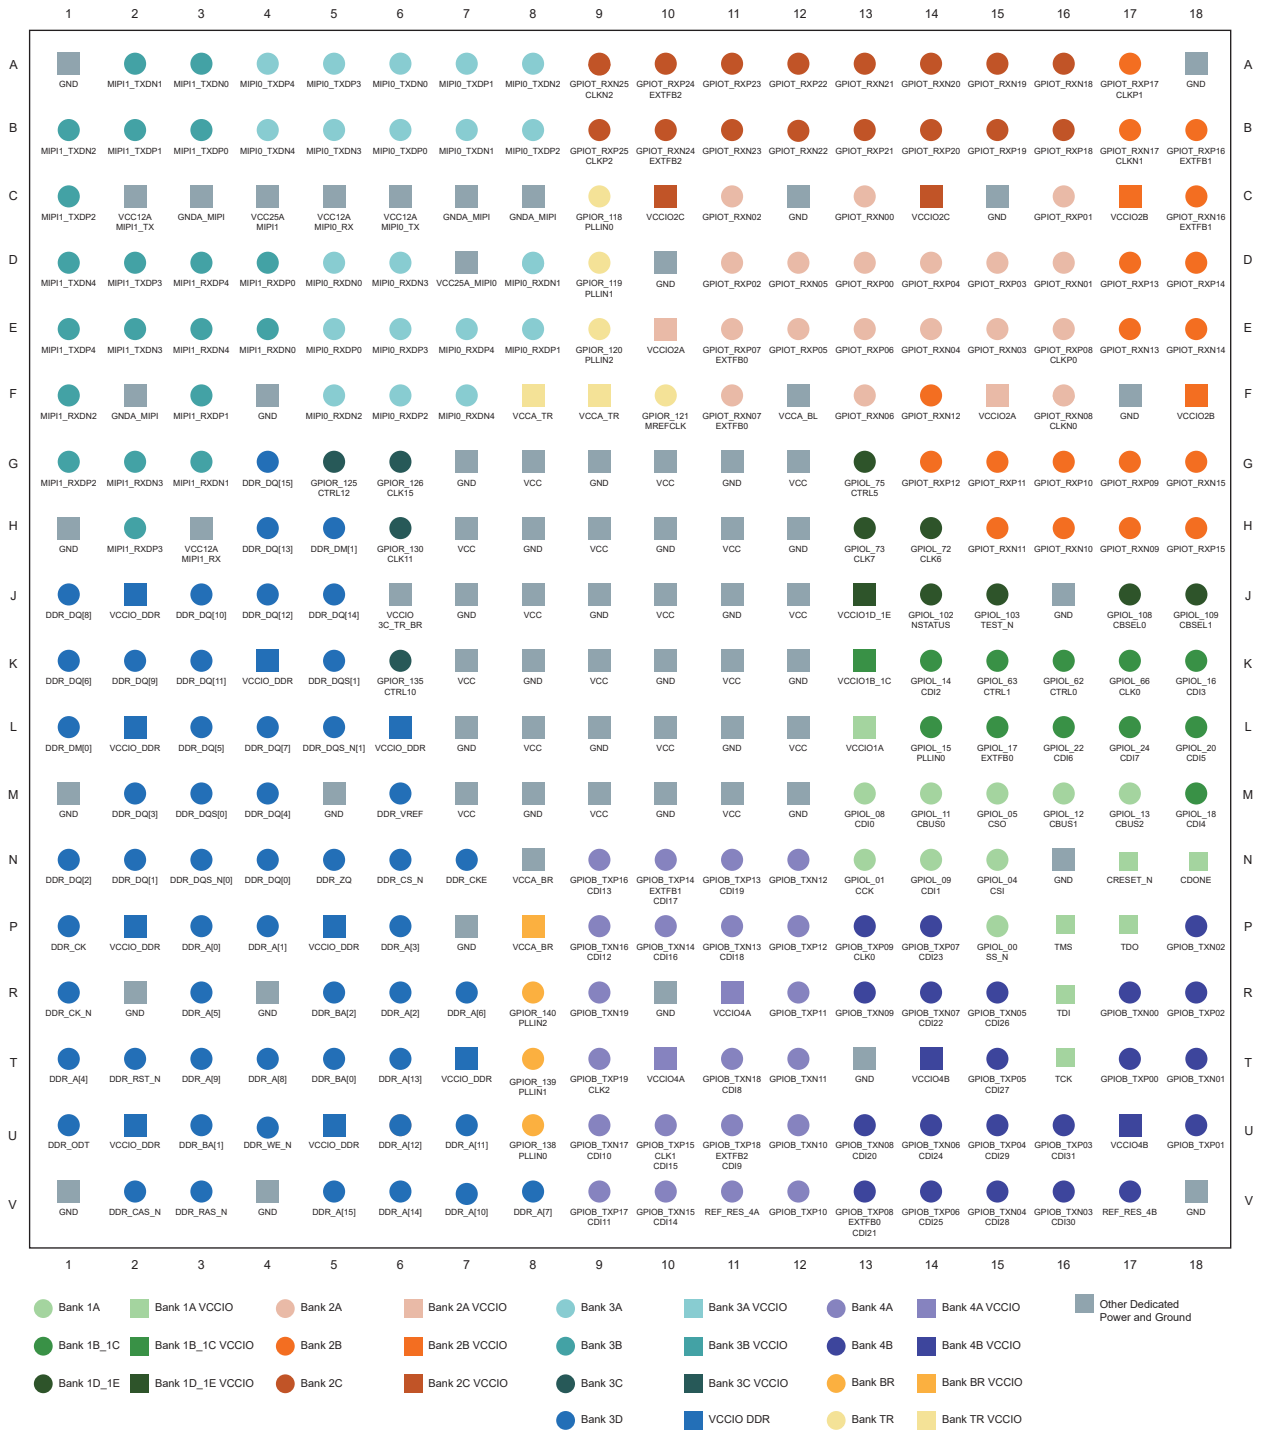 1 2 3 4 5 6 7 8 9 10 11 12 13 14 15 16 17 18
A A
GND MIPI1_TXDN1 MIPI1_TXDN0 MIPI0_TXDP4 MIPI0_TXDP3 MIPI0_TXDN0 MIPI0_TXDP1 MIPI0_TXDN2 GPIOT_RXN25 GPIOT_RXP24 GPIOT_RXP23 GPIOT_RXP22 GPIOT_RXN21 GPIOT_RXN20 GPIOT_RXN19 GPIOT_RXN18 GPIOT_RXP17 GND
CLKN2 EXTFB2 CLKP1
B B
MIPI1_TXDN2 MIPI1_TXDP1 MIPI1_TXDP0 MIPI0_TXDN4 MIPI0_TXDN3 MIPI0_TXDP0 MIPI0_TXDN1 MIPI0_TXDP2 GPIOT_RXP25 GPIOT_RXN24 GPIOT_RXN23 GPIOT_RXN22 GPIOT_RXP21 GPIOT_RXP20 GPIOT_RXP19 GPIOT_RXP18 GPIOT_RXN17 GPIOT_RXP16
CLKP2 EXTFB2 CLKN1 EXTFB1
C C
MIPI1_TXDP2 VCC12A GNDA_MIPI VCC25A VCC12A VCC12A GNDA_MIPI GNDA_MIPI GPIOR_118 VCCIO2C GPIOT_RXN02 GND GPIOT_RXN00 VCCIO2C GND GPIOT_RXP01 VCCIO2B GPIOT_RXN16
MIPI1_TX MIPI1 MIPI0_RX MIPI0_TX PLLIN0 EXTFB1
D D
MIPI1_TXDN4 MIPI1_TXDP3 MIPI1_RXDP4 MIPI1_RXDP0 MIPI0_RXDN0 MIPI0_RXDN3 VCC25A_MIPI0 MIPI0_RXDN1 GPIOR_119 GND GPIOT_RXP02 GPIOT_RXN05 GPIOT_RXP00 GPIOT_RXP04 GPIOT_RXP03 GPIOT_RXN01 GPIOT_RXP13 GPIOT_RXP14
PLLIN1
E E
MIPI1_TXDP4 MIPI1_TXDN3 MIPI1_RXDN4 MIPI1_RXDN0 MIPI0_RXDP0 MIPI0_RXDP3 MIPI0_RXDP4 MIPI0_RXDP1 GPIOR_120 VCCIO2A GPIOT_RXP07 GPIOT_RXP05 GPIOT_RXP06 GPIOT_RXN04 GPIOT_RXN03 GPIOT_RXP08 GPIOT_RXN13 GPIOT_RXN14
PLLIN2 EXTFB0 CLKP0
F F
MIPI1_RXDN2 GNDA_MIPI MIPI1_RXDP1 GND MIPI0_RXDN2 MIPI0_RXDP2 MIPI0_RXDN4 VCCA_TR VCCA_TR GPIOR_121 GPIOT_RXN07 VCCA_BL GPIOT_RXN06 GPIOT_RXN12 VCCIO2A GPIOT_RXN08 GND VCCIO2B
MREFCLK EXTFB0 CLKN0
G G
MIPI1_RXDP2 MIPI1_RXDN3 MIPI1_RXDN1 DDR_DQ[15] GPIOR_125 GPIOR_126 GND VCC GND VCC GND VCC GPIOL_75 GPIOT_RXP12 GPIOT_RXP11 GPIOT_RXP10 GPIOT_RXP09 GPIOT_RXN15
CTRL12 CLK15 CTRL5
H H
GND MIPI1_RXDP3 VCC12A DDR_DQ[13] DDR_DM[1] GPIOR_130 VCC GND VCC GND VCC GND GPIOL_73 GPIOL_72 GPIOT_RXN11 GPIOT_RXN10 GPIOT_RXN09 GPIOT_RXP15
MIPI1_RX CLK11 CLK7 CLK6
J J
DDR_DQ[8] VCCIO_DDR DDR_DQ[10] DDR_DQ[12] DDR_DQ[14] VCCIO GND VCC GND VCC GND VCC VCCIO1D_1E GPIOL_102 GPIOL_103 GND GPIOL_108 GPIOL_109
3C_TR_BR NSTATUS TEST_N CBSEL0 CBSEL1
K K
DDR_DQ[6] DDR_DQ[9] DDR_DQ[11] VCCIO_DDR DDR_DQS[1] GPIOR_135 VCC GND VCC GND VCC GND VCCIO1B_1C GPIOL_14 GPIOL_63 GPIOL_62 GPIOL_66 GPIOL_16
CTRL10 CDI2 CTRL1 CTRL0 CLK0 CDI3
L L
DDR_DM[0] VCCIO_DDR DDR_DQ[5] DDR_DQ[7] DDR_DQS_N[1] VCCIO_DDR GND VCC GND VCC GND VCC VCCIO1A GPIOL_15 GPIOL_17 GPIOL_22 GPIOL_24 GPIOL_20
PLLIN0 EXTFB0 CDI6 CDI7 CDI5
M M
GND DDR_DQ[3] DDR_DQS[0] DDR_DQ[4] GND DDR_VREF VCC GND VCC GND VCC GND GPIOL_08 GPIOL_11 GPIOL_05 GPIOL_12 GPIOL_13 GPIOL_18
CDI0 CBUS0 CSO CBUS1 CBUS2 CDI4
N N
DDR_DQ[2] DDR_DQ[1] DDR_DQS_N[0] DDR_DQ[0] DDR_ZQ DDR_CS_N DDR_CKE VCCA_BR GPIOB_TXP16 GPIOB_TXP14 GPIOB_TXP13 GPIOB_TXN12 GPIOL_01 GPIOL_09 GPIOL_04 GND CRESET_N CDONE
CDI13 EXTFB1 CDI19 CCK CDI1 CSI
CDI17
P P
DDR_CK VCCIO_DDR DDR_A[0] DDR_A[1] VCCIO_DDR DDR_A[3] GND VCCA_BR GPIOB_TXN16 GPIOB_TXN14 GPIOB_TXN13 GPIOB_TXP12 GPIOB_TXP09 GPIOB_TXP07 GPIOL_00 TMS TDO GPIOB_TXN02
CDI12 CDI16 CDI18 CLK0 CDI23 SS_N
R R
DDR_CK_N GND DDR_A[5] GND DDR_BA[2] DDR_A[2] DDR_A[6] GPIOR_140 GPIOB_TXN19 GND VCCIO4A GPIOB_TXP11 GPIOB_TXN09 GPIOB_TXN07 GPIOB_TXN05 TDI GPIOB_TXN00 GPIOB_TXP02
PLLIN2 CDI22 CDI26
T T
DDR_A[4] DDR_RST_N DDR_A[9] DDR_A[8] DDR_BA[0] DDR_A[13] VCCIO_DDR GPIOR_139 GPIOB_TXP19 VCCIO4A GPIOB_TXN18 GPIOB_TXN11 GND VCCIO4B GPIOB_TXP05 TCK GPIOB_TXP00 GPIOB_TXN01
PLLIN1 CLK2 CDI8 CDI27
U U
DDR_ODT VCCIO_DDR DDR_BA[1] DDR_WE_N VCCIO_DDR DDR_A[12] DDR_A[11] GPIOR_138 GPIOB_TXN17 GPIOB_TXP15 GPIOB_TXP18 GPIOB_TXN10 GPIOB_TXN08 GPIOB_TXN06 GPIOB_TXP04 GPIOB_TXP03 VCCIO4B GPIOB_TXP01
PLLIN0 CDI10 CLK1 EXTFB2 CDI20 CDI24 CDI29 CDI31
CDI15 CDI9
V V
GND DDR_CAS_N DDR_RAS_N GND DDR_A[15] DDR_A[14] DDR_A[10] DDR_A[7] GPIOB_TXP17 GPIOB_TXN15 REF_RES_4A GPIOB_TXP10 GPIOB_TXP08 GPIOB_TXP06 GPIOB_TXN04 GPIOB_TXN03 REF_RES_4B GND
CDI11 CDI14 EXTFB0 CDI25 CDI28 CDI30
CDI21
1 2 3 4 5 6 7 8 9 10 11 12 13 14 15 16 17 18
Bank 1A Bank 1A VCCIO Bank 2A Bank 2A VCCIO Bank 3A Bank 3A VCCIO Bank 4A Bank 4A VCCIO Other Dedicated
Power and Ground
Bank 1B_1C Bank 1B_1C VCCIO Bank 2B Bank 2B VCCIO Bank 3B Bank 3B VCCIO Bank 4B Bank 4B VCCIO
Bank 1D_1E Bank 1D_1E VCCIO Bank 2C Bank 2C VCCIO Bank 3C Bank 3C VCCIO Bank BR Bank BR VCCIO
Bank 3D VCCIO DDR Bank TR Bank TR VCCIO